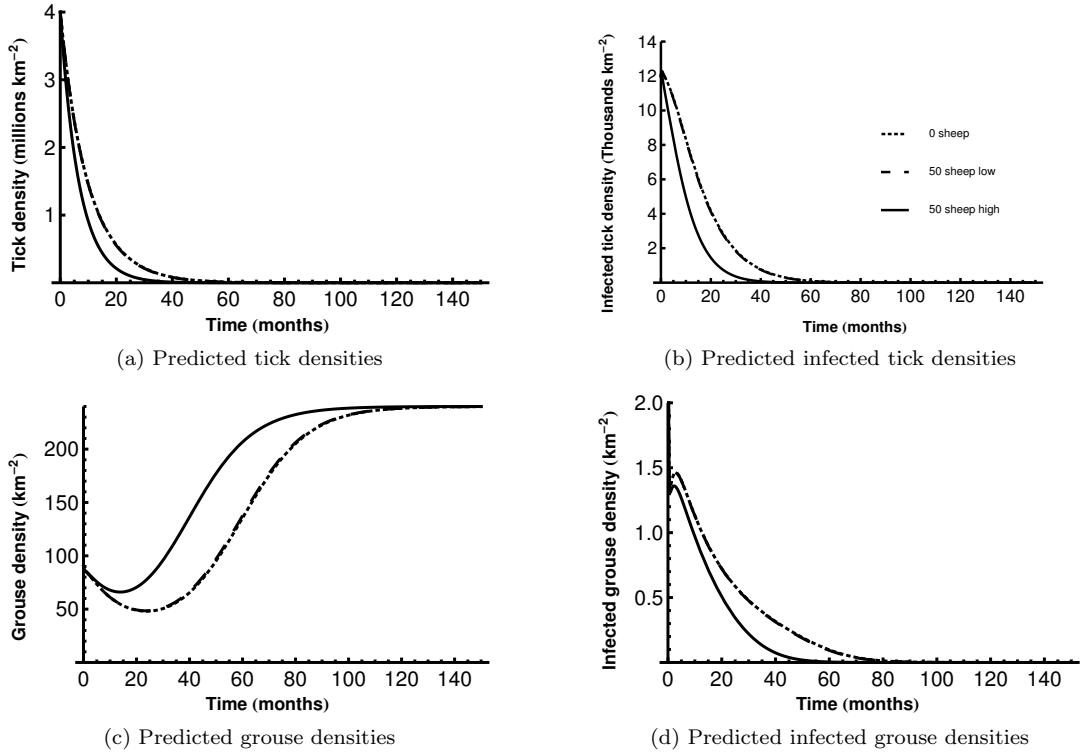 4
3
2
1
0 20 40 60 80 100 120 140
Tick density (millions km⁻²)
Time (months)
(a) Predicted tick densities
14
12
10
8
6
4
2
0 20 40 60 80 100 120 140
Infected tick density (Thousands km⁻²)
Time (months)
0 sheep
50 sheep low
50 sheep high
(b) Predicted infected tick densities
200
150
100
50
0 20 40 60 80 100 120 140
Grouse density (km⁻²)
Time (months)
(c) Predicted grouse densities
2.0
1.5
1.0
0.5
0 20 40 60 80 100 120 140
Infected grouse density (km⁻²)
Time (months)
(d) Predicted infected grouse densities